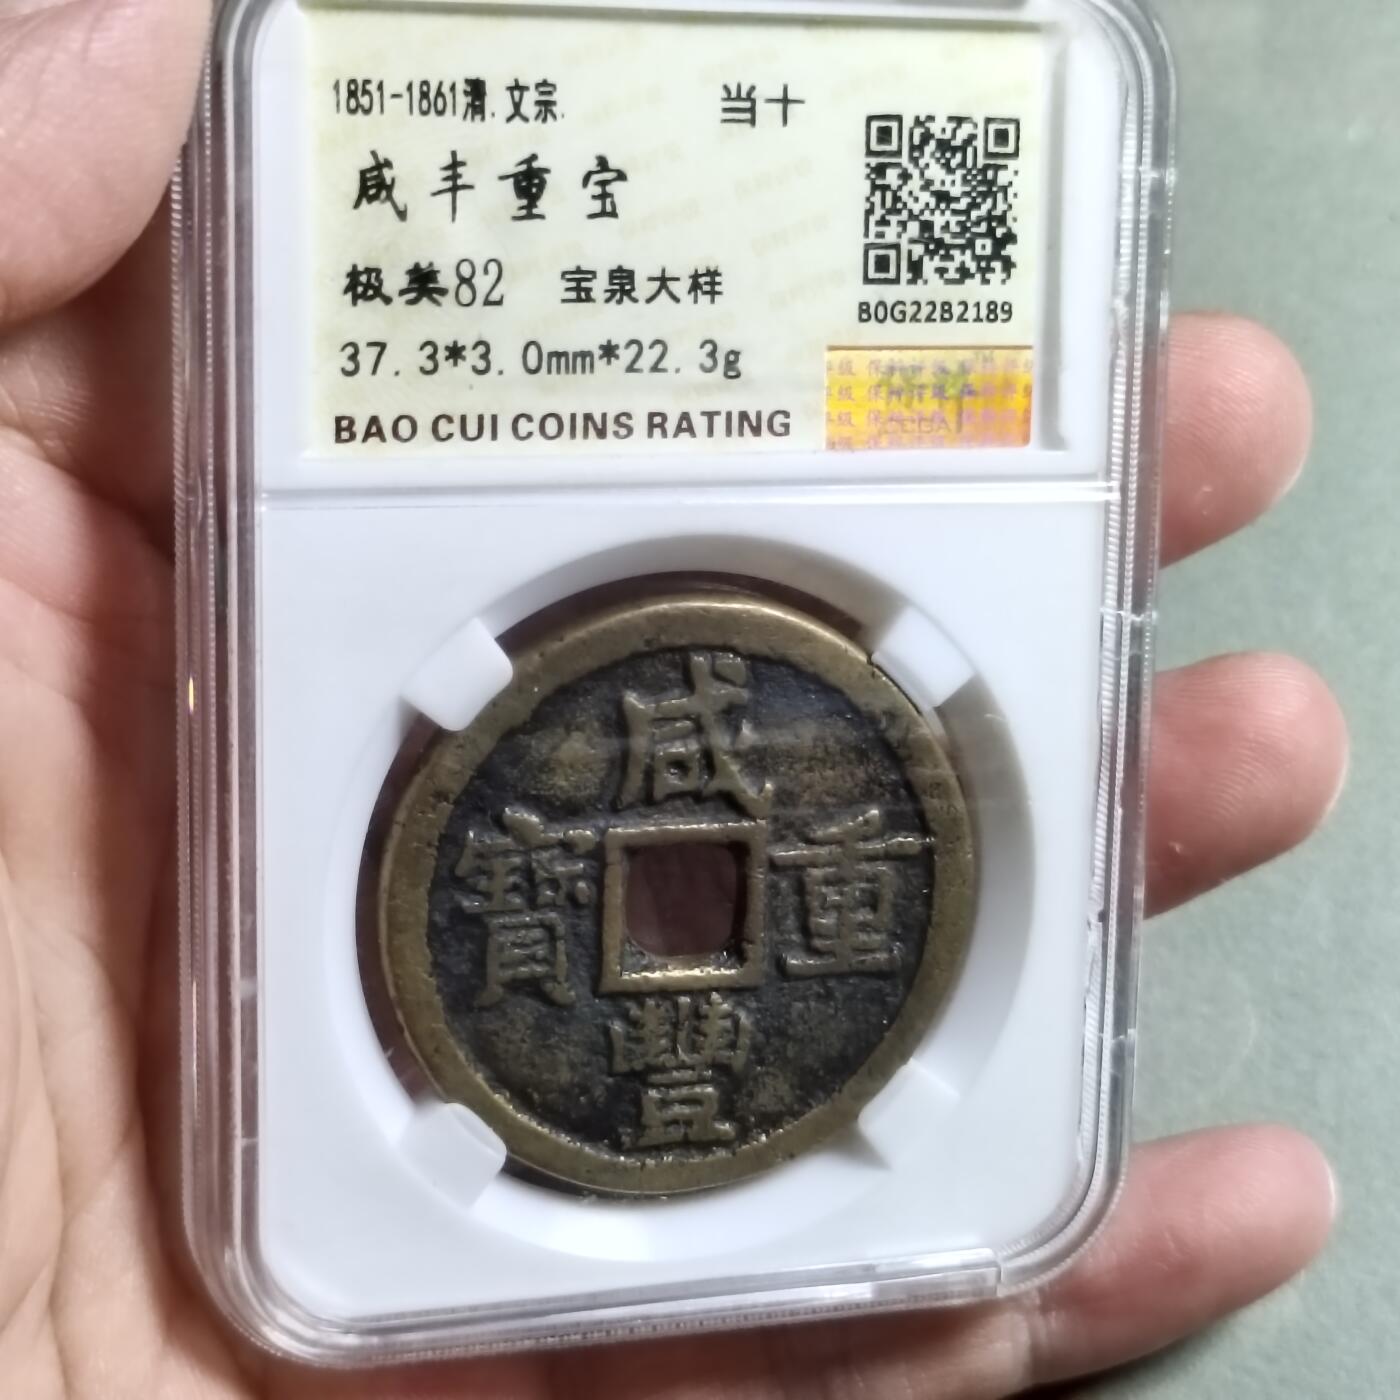 1851-1861清.文宗. 当十
咸丰重宝
极美82 宝泉大样
37.3*3.0mm*22.3g
BAO CUI COINS RATING
B0G22B2189
咸
寶 重
豐